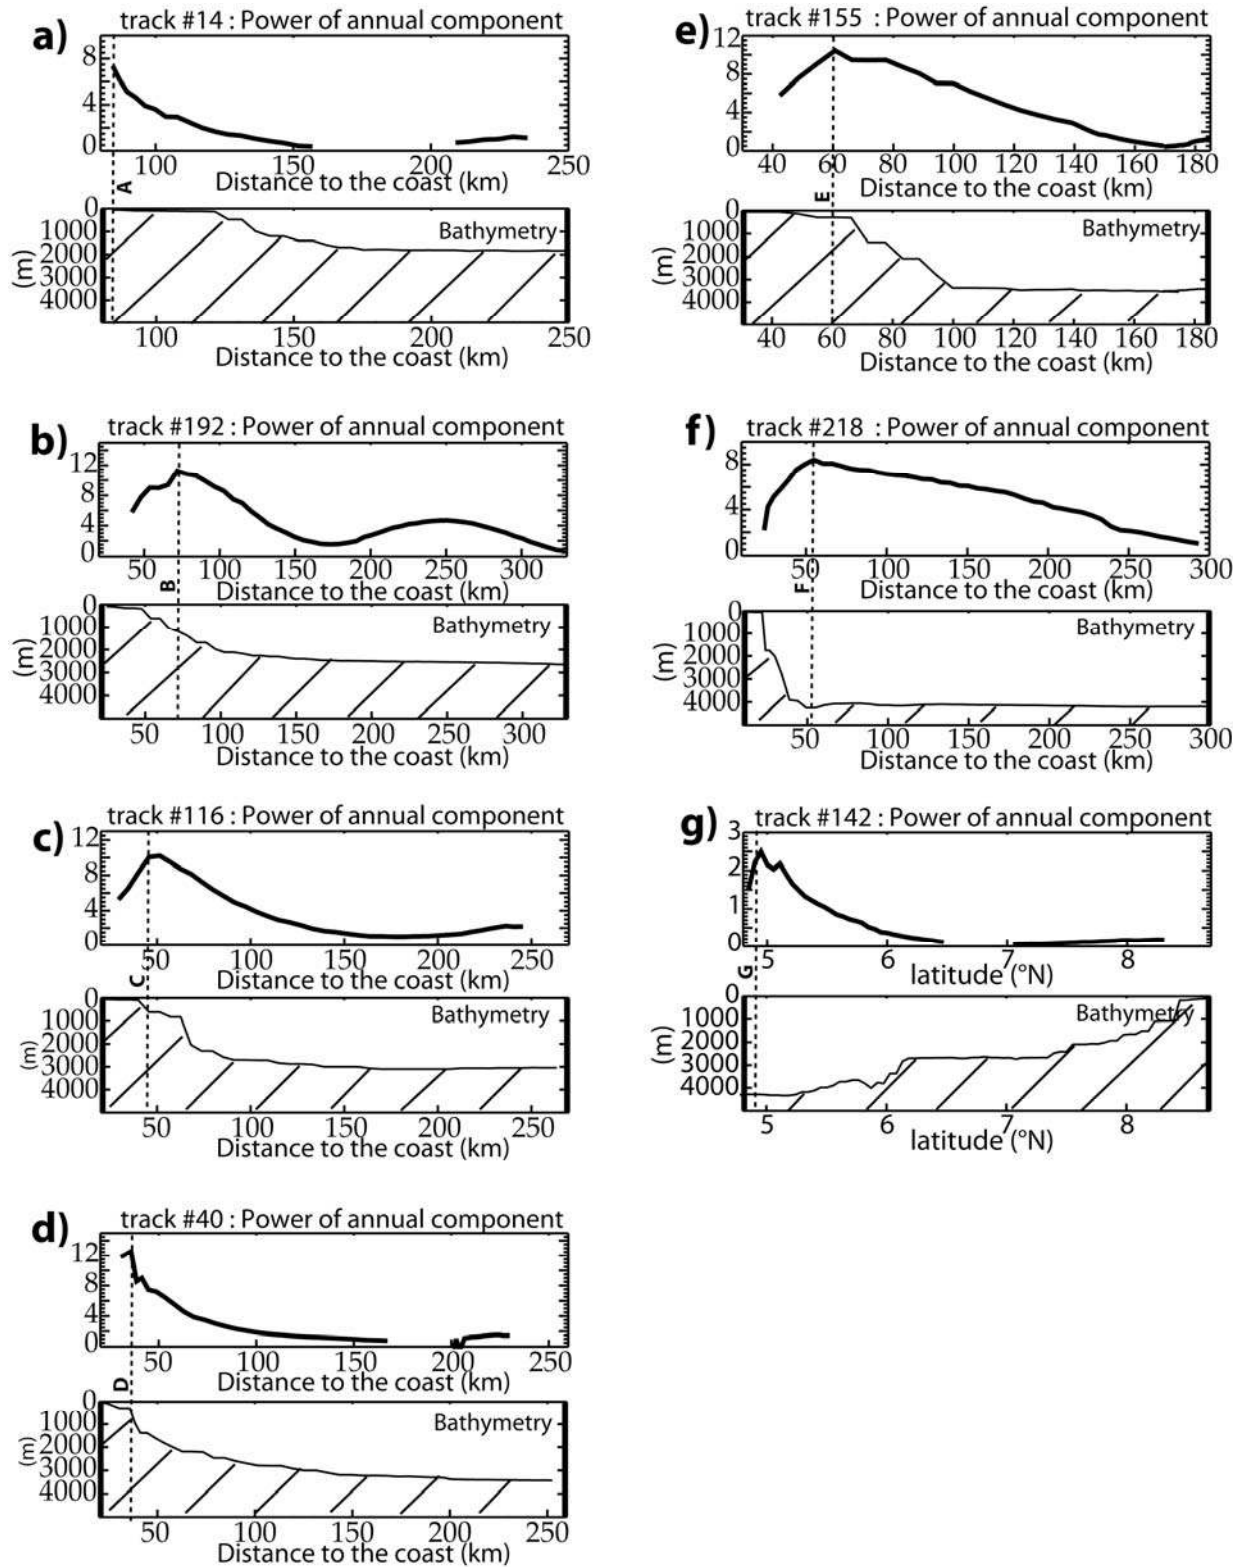 a)
track #14 : Power of annual component
8
4
0
100 150 200 250
Distance to the coast (km)
A
0
1000
2000
3000
4000
(m)
Bathymetry
100 150 200 250
Distance to the coast (km)
b)
track #192 : Power of annual component
12
8
4
0
50 100 150 200 250 300
Distance to the coast (km)
B
0
1000
2000
3000
4000
(m)
Bathymetry
50 100 150 200 250 300
Distance to the coast (km)
c)
track #116 : Power of annual component
12
8
4
0
50 100 150 200 250
Distance to the coast (km)
C
0
1000
2000
3000
4000
(m)
Bathymetry
50 100 150 200 250
Distance to the coast (km)
d)
track #40 : Power of annual component
12
8
4
0
50 100 150 200 250
Distance to the coast (km)
D
0
1000
2000
3000
4000
(m)
Bathymetry
50 100 150 200 250
Distance to the coast (km)
e)
track #155 : Power of annual component
12
8
4
0
40 60 80 100 120 140 160 180
Distance to the coast (km)
E
0
1000
2000
3000
4000
(m)
Bathymetry
40 60 80 100 120 140 160 180
Distance to the coast (km)
f)
track #218 : Power of annual component
8
4
0
50 100 150 200 250 300
Distance to the coast (km)
F
0
1000
2000
3000
4000
(m)
Bathymetry
50 100 150 200 250 300
Distance to the coast (km)
g)
track #142 : Power of annual component
3
2
1
0
5 6 7 8
latitude (°N)
G
0
1000
2000
3000
4000
(m)
Bathymetry
5 6 7 8
latitude (°N)